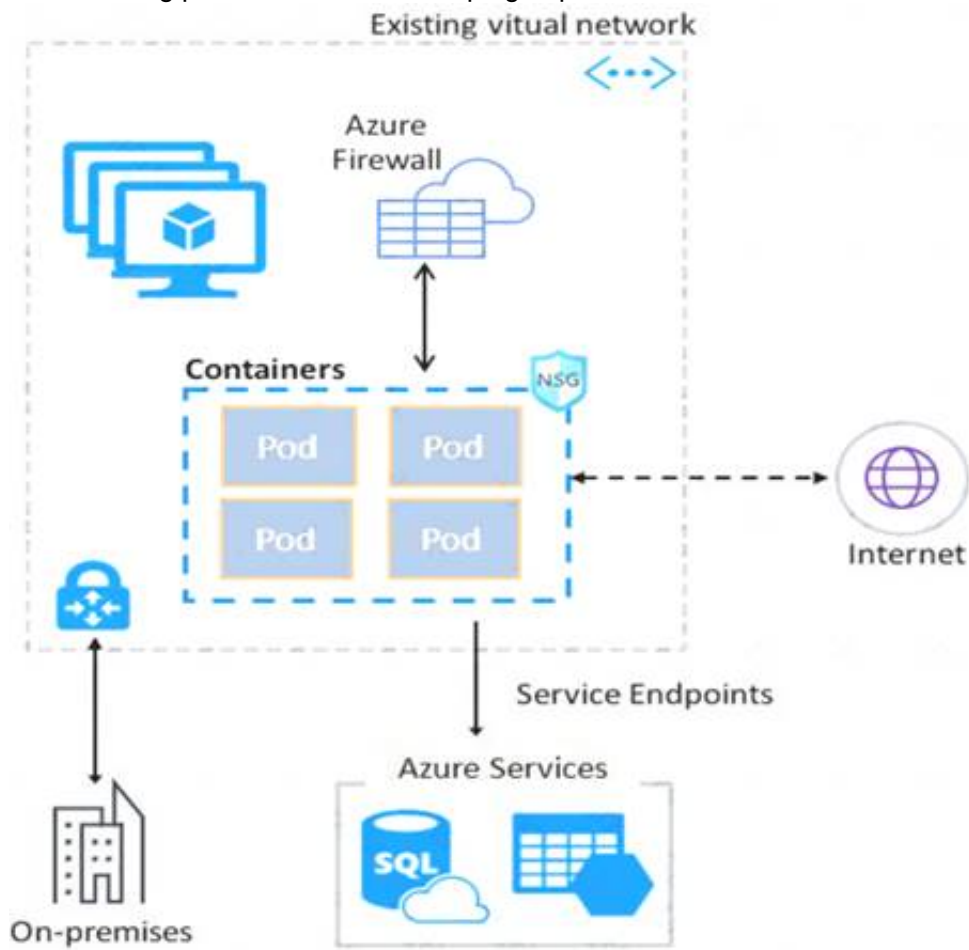 Existing vitual network
Azure
Firewall
Containers
NSG
Pod
Pod
Pod
Pod
Internet
Service Endpoints
Azure Services
SQL
On-premises